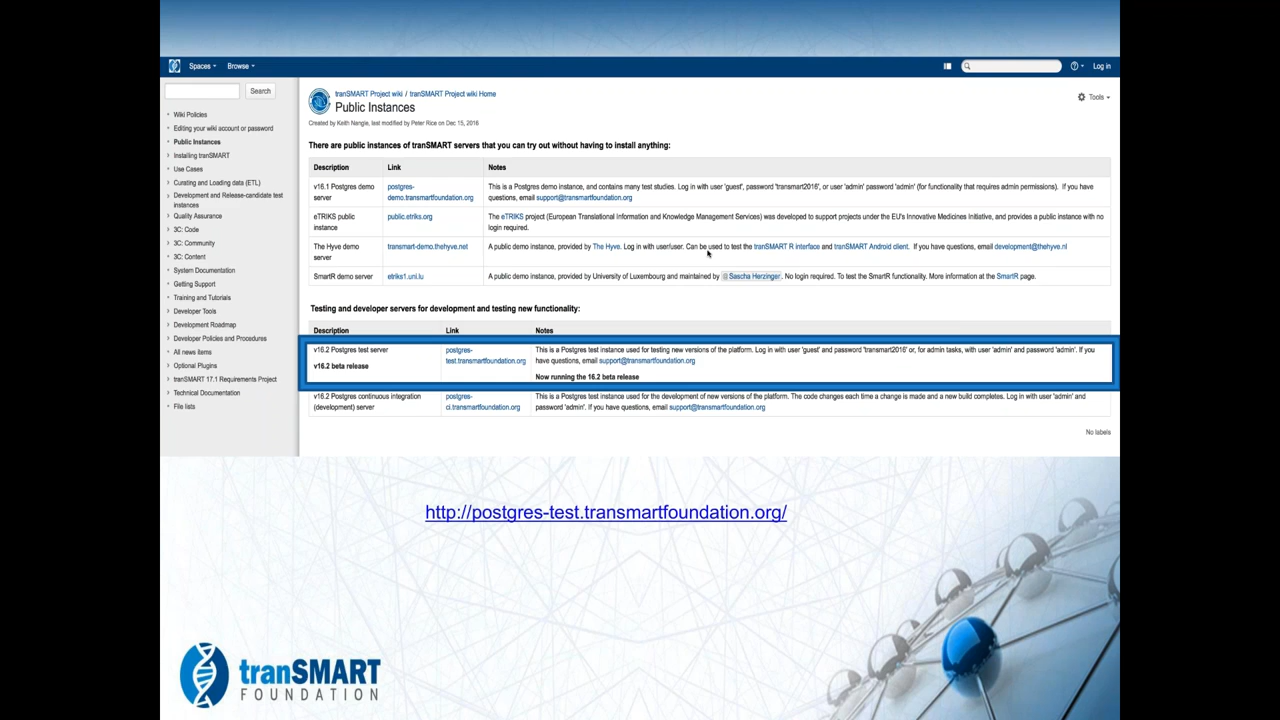 Spaces Browse Log in
Search
tranSMART Project wiki / tranSMART Project wiki Home
Public Instances
Tools
Created by Keith Nangle, last modified by Peter Rice on Dec 15, 2016
Wiki Policies
Editing your wiki account or password
Public Instances
Installing tranSMART
Use Cases
Curating and Loading data (ETL)
Development and Release-candidate test
instances
Quality Assurance
3C: Code
3C: Community
3C: Content
System Documentation
Getting Support
Training and Tutorials
Developer Tools
Development Roadmap
Developer Policies and Procedures
All news items
Optional Plugins
tranSMART 17.1 Requirements Project
Technical Documentation
File lists
There are public instances of tranSMART servers that you can try out without having to install anything:
Description Link Notes
v16.1 Postgres demo postgres- This is a Postgres demo instance, and contains many test studies. Log in with user 'guest', password 'transmart2016', or user 'admin' password 'admin' (for functionality that requires admin permissions). If you have
server demo.transmartfoundation.org questions, email support@transmartfoundation.org
eTRIKS public public.etriks.org The eTRIKS project (European Translational Information and Knowledge Management Services) was developed to support projects under the EU's Innovative Medicines Initiative, and provides a public instance with no
instance login required.
The Hyve demo transmart-demo.thehyve.net A public demo instance, provided by The Hyve. Log in with user/user. Can be used to test the tranSMART R interface and tranSMART Android client. If you have questions, email development@thehyve.nl
server
SmartR demo server etriks1.uni.lu A public demo instance, provided by University of Luxembourg and maintained by Sascha Herzinger. No login required. To test the SmartR functionality. More information at the SmartR page.
Testing and developer servers for development and testing new functionality:
Description Link Notes
v16.2 Postgres test server postgres- This is a Postgres test instance used for testing new versions of the platform. Log in with user 'guest' and password 'transmart2016' or, for admin tasks, with user 'admin' and password 'admin'. If you
test.transmartfoundation.org have questions, email support@transmartfoundation.org
v16.2 beta release
Now running the 16.2 beta release
v16.2 Postgres continuous integration postgres- This is a Postgres test instance used for the development of new versions of the platform. The code changes each time a change is made and a new build completes. Log in with user 'admin' and
(development) server ci.transmartfoundation.org password 'admin'. If you have questions, email support@transmartfoundation.org
No labels
http://postgres-test.transmartfoundation.org/
tranSMART
FOUNDATION